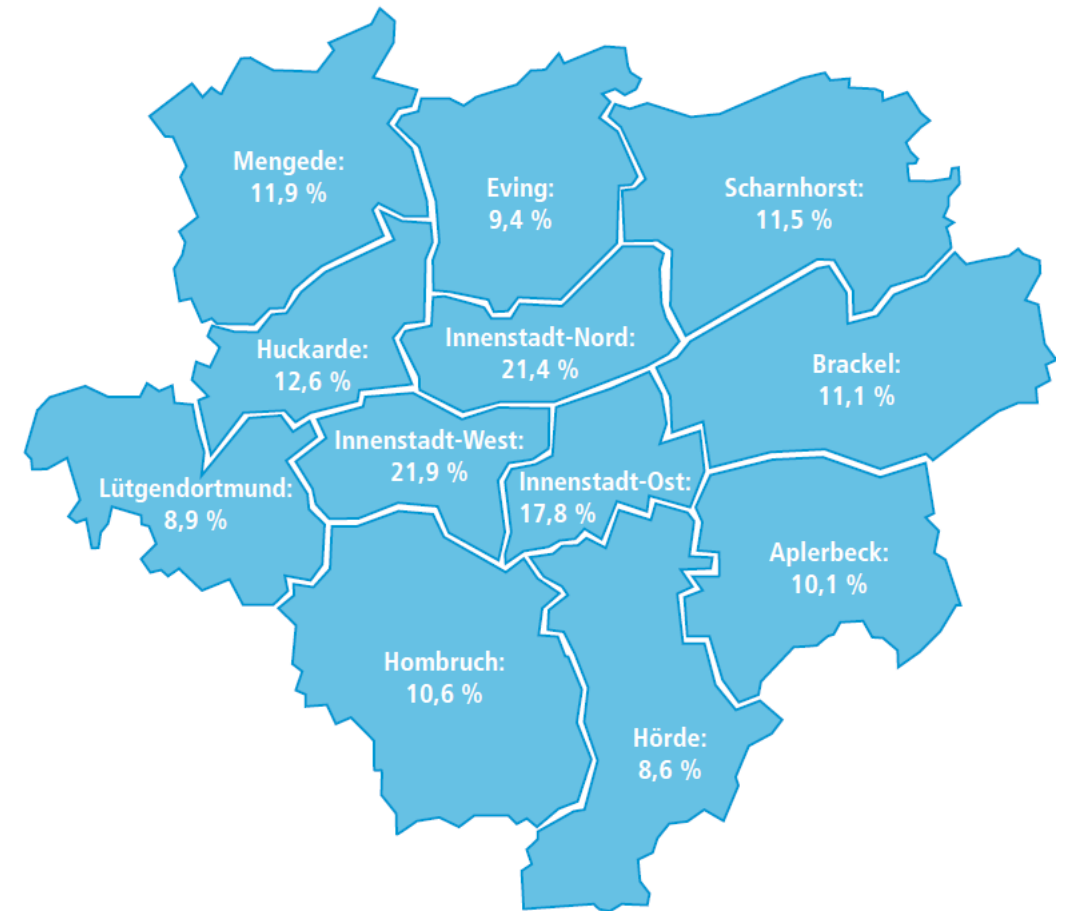 Mengede:
11,9 %
Eving:
9,4 %
Scharnhorst:
11,5 %
Huckarde:
12,6 %
Innenstadt-Nord:
21,4 %
Brackel:
11,1 %
Innenstadt-West:
21,9 %
Innenstadt-Ost:
17,8 %
Lütgendortmund:
8,9 %
Aplerbeck:
10,1 %
Hombruch:
10,6 %
Hörde:
8,6 %